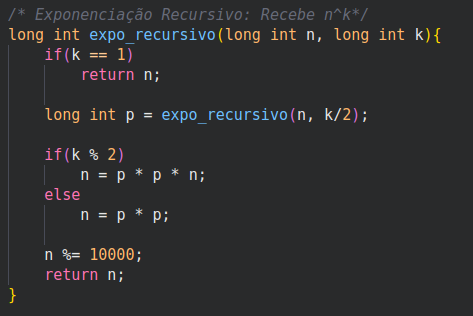 /* Exponenciação Recursivo: Recebe n^k*/
long int expo_recursivo(long int n, long int k){
    if(k == 1)
        return n;

    long int p = expo_recursivo(n, k/2);

    if(k % 2)
        n = p * p * n;
    else
        n = p * p;

    n %= 10000;
    return n;
}